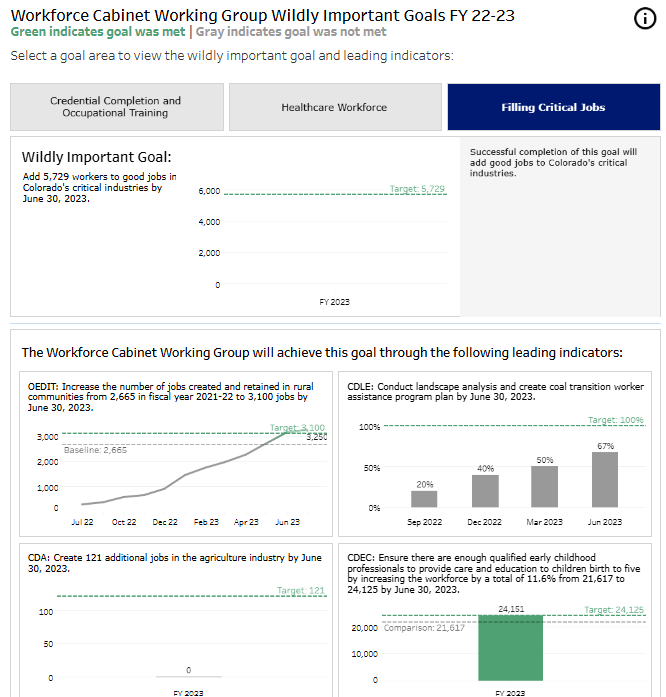 Workforce Cabinet Working Group Wildly Important Goals FY 22-23
Green indicates goal was met | Gray indicates goal was not met
Select a goal area to view the wildly important goal and leading indicators:
Credential Completion and
Occupational Training
Healthcare Workforce
Filling Critical Jobs
Wildly Important Goal:
Add 5,729 workers to good jobs in
Colorado's critical industries by
June 30, 2023.
Target: 5,729
6,000
4,000
2,000
0
FY 2023
Successful completion of this goal will
add good jobs to Colorado's critical
industries.
The Workforce Cabinet Working Group will achieve this goal through the following leading indicators:
OEDIT: Increase the number of jobs created and retained in rural
communities from 2,665 in fiscal year 2021-22 to 3,100 jobs by
June 30, 2023.
Target: 3,100
3,250
Baseline: 2,665
3,000
2,000
1,000
0
Jul 22 Oct 22 Dec 22 Feb 23 Apr 23 Jun 23
CDLE: Conduct landscape analysis and create coal transition worker
assistance program plan by June 30, 2023.
Target: 100%
100%
50%
0%
20% 40% 50% 67%
Sep 2022 Dec 2022 Mar 2023 Jun 2023
CDA: Create 121 additional jobs in the agriculture industry by June
30, 2023.
Target: 121
100
50
0
0
FY 2023
CDEC: Ensure there are enough qualified early childhood
professionals to provide care and education to children birth to five
by increasing the workforce by a total of 11.6% from 21,617 to
24,125 by June 30, 2023.
24,151
Target: 24,125
Comparison: 21,617
20,000
10,000
0
FY 2023